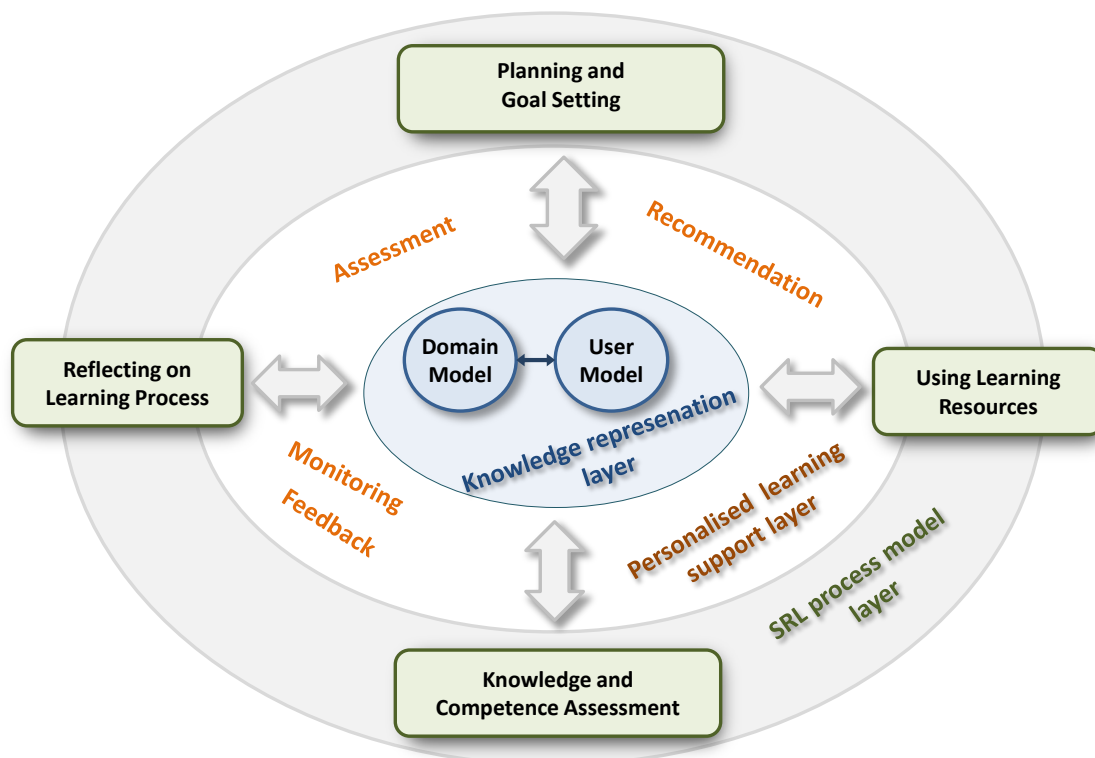 Planning and
Goal Setting
Assessment
Recommendation
Domain
Model
User
Model
Reflecting on
Learning Process
Using Learning
Resources
Knowledge represenation
layer
Monitoring
Feedback
Personalised learning
support layer
SRL process model
layer
Knowledge and
Competence Assessment